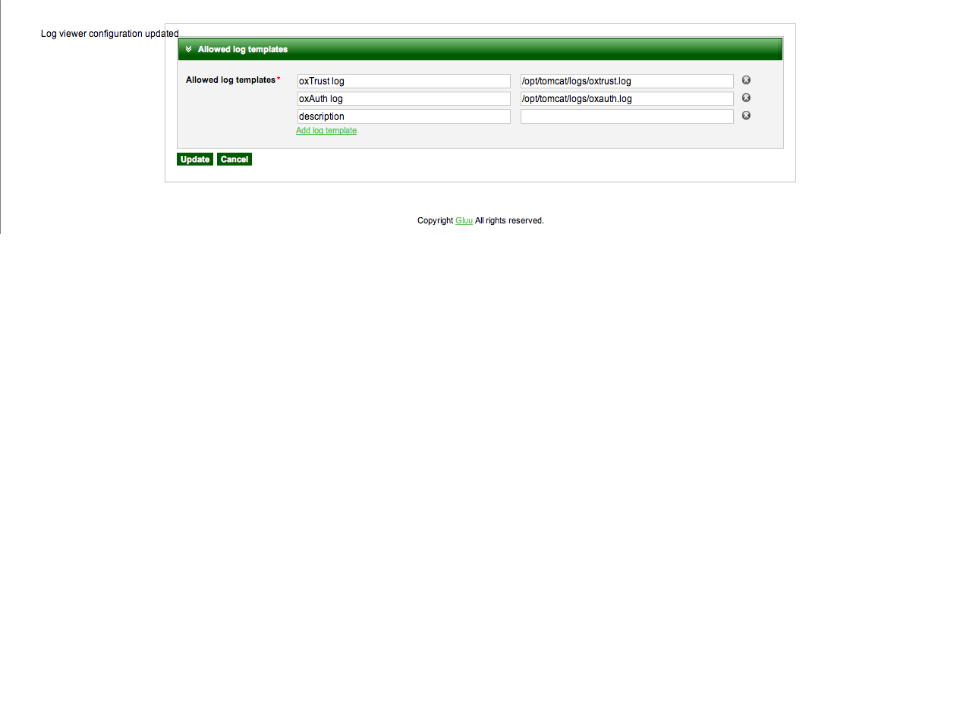 Log viewer configuration updated
Allowed log templates
Allowed log templates* oxTrust log /opt/tomcat/logs/oxtrust.log
oxAuth log /opt/tomcat/logs/oxauth.log
description
Add log template
Update Cancel
Copyright Gluu All rights reserved.